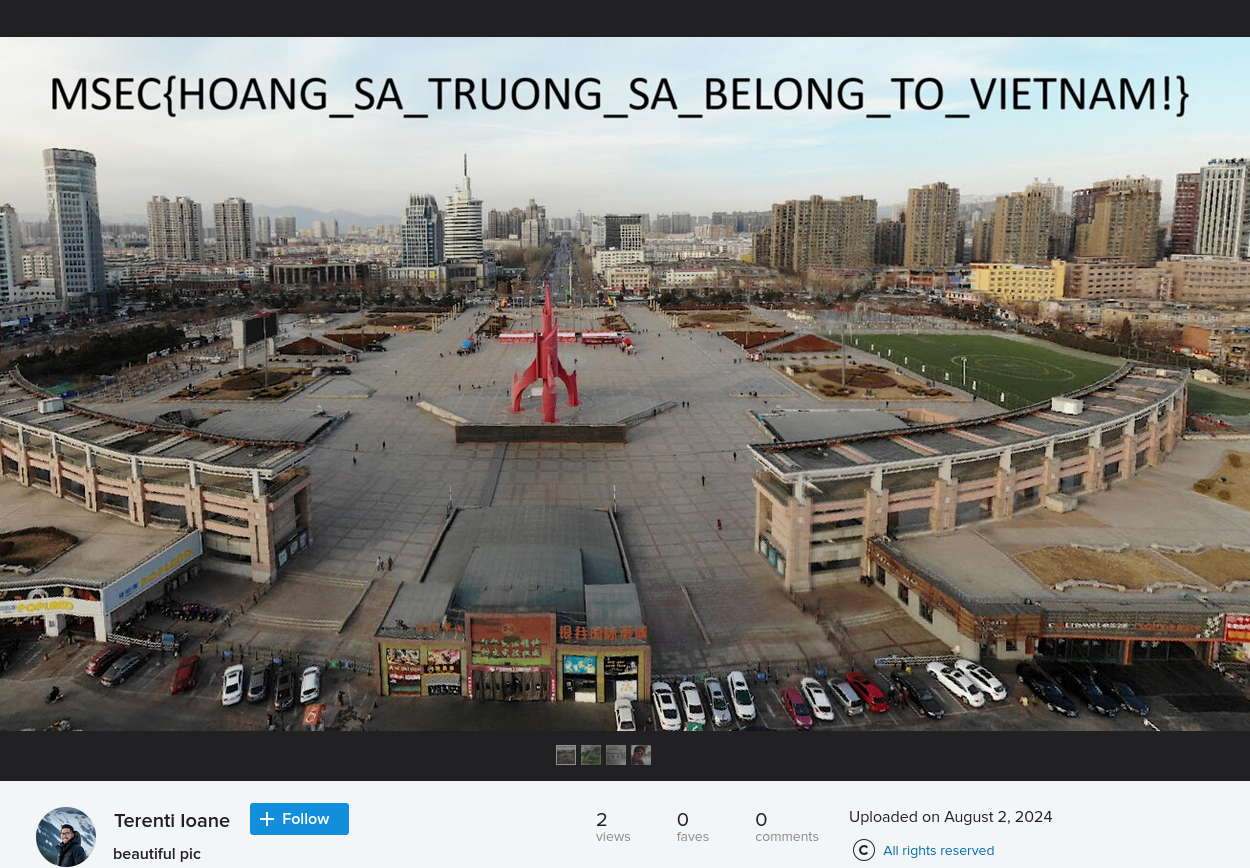 MSEC{HOANG_SA_TRUONG_SA_BELONG_TO_VIETNAM!}
Terenti Ioane
+ Follow
beautiful pic
2
views
0
faves
0
comments
Uploaded on August 2, 2024
© All rights reserved